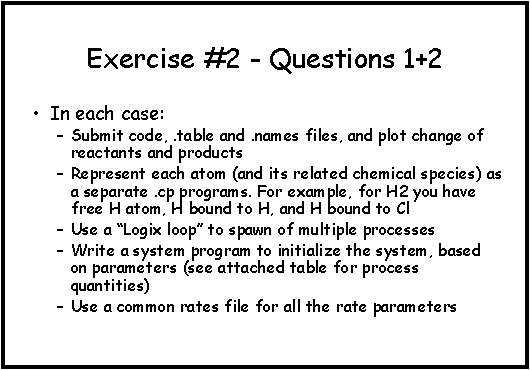 Exercise #2 - Questions 1+2
• In each case:
– Submit code, .table and .names files, and plot change of
reactants and products
– Represent each atom (and its related chemical species) as
a separate .cp programs. For example, for H2 you have
free H atom, H bound to H, and H bound to Cl
– Use a “Logix loop” to spawn of multiple processes
– Write a system program to initialize the system, based
on parameters (see attached table for process
quantities)
– Use a common rates file for all the rate parameters